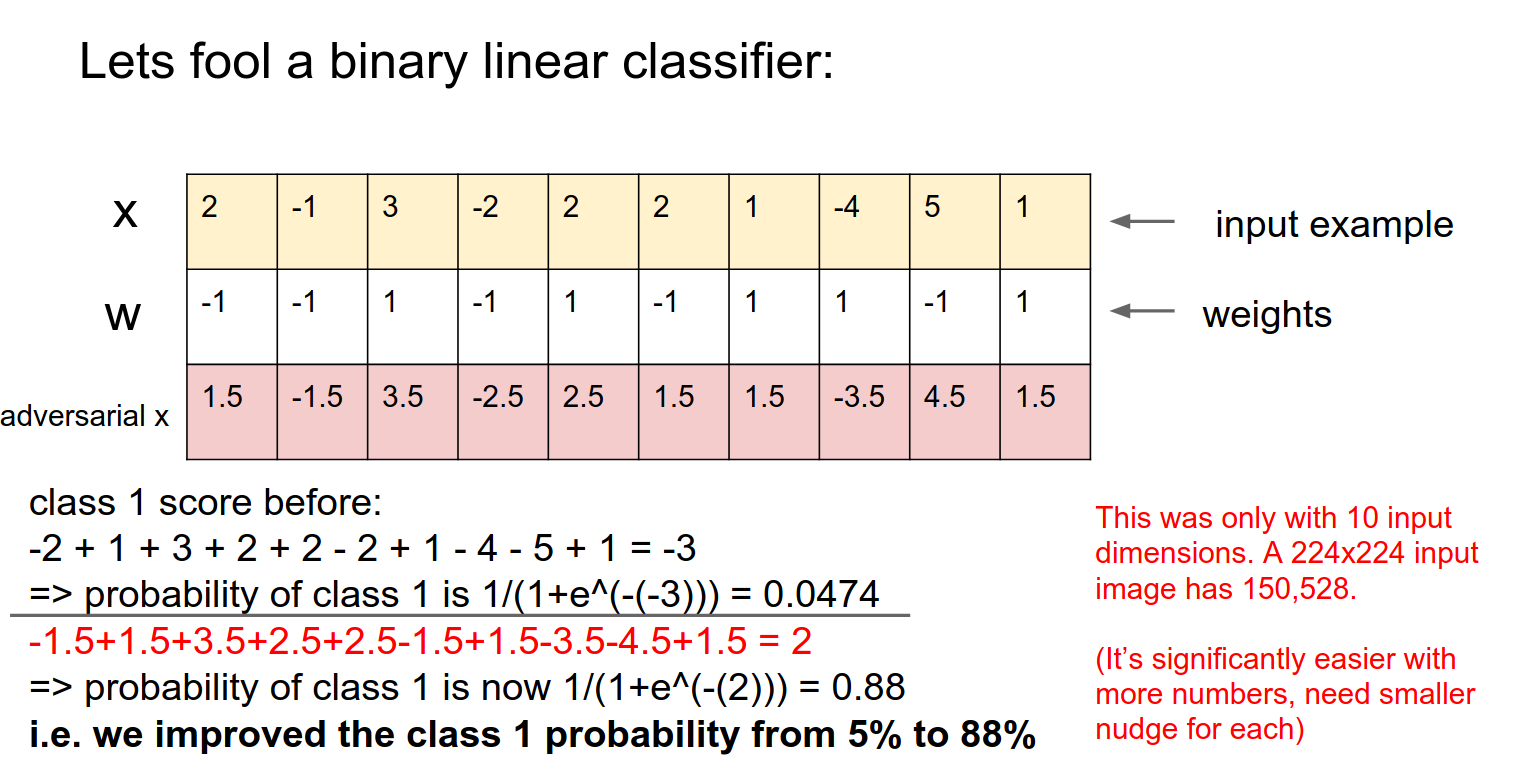 Lets fool a binary linear classifier:
x 2 -1 3 -2 2 2 1 -4 5 1 input example
w -1 -1 1 -1 1 -1 1 1 -1 1 weights
adversarial x 1.5 -1.5 3.5 -2.5 2.5 1.5 1.5 -3.5 4.5 1.5
class 1 score before:
-2 + 1 + 3 + 2 + 2 - 2 + 1 - 4 - 5 + 1 = -3
=> probability of class 1 is 1/(1+e^(-(-3))) = 0.0474
-1.5+1.5+3.5+2.5+2.5-1.5+1.5-3.5-4.5+1.5 = 2
=> probability of class 1 is now 1/(1+e^(-(2))) = 0.88
i.e. we improved the class 1 probability from 5% to 88%
This was only with 10 input
dimensions. A 224x224 input
image has 150,528.
(It’s significantly easier with
more numbers, need smaller
nudge for each)